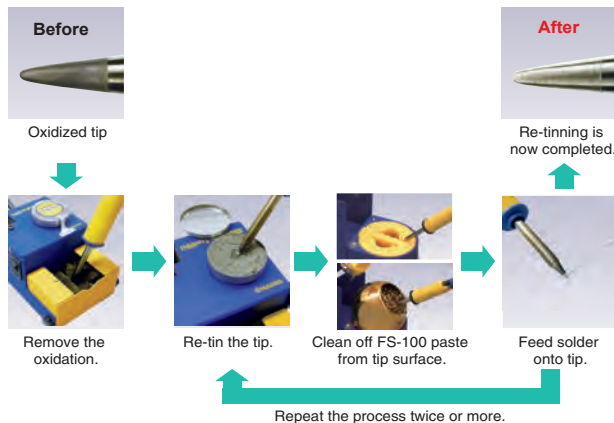 Before
After
Oxidized tip
Re-tinning is
now completed.
Remove the
oxidation.
Re-tin the tip.
Clean off FS-100 paste
from tip surface.
Feed solder
onto tip.
Repeat the process twice or more.